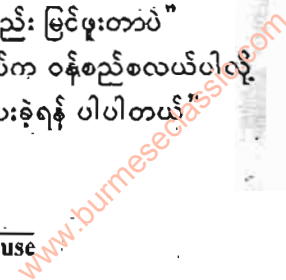 ည်း မြင်ဖူးတာပဲ"
က ဝန်စည်စလယ်ပါလို့
းခဲ့ရန် ပါပါတယ်"
www.burmeseclassic.com
use